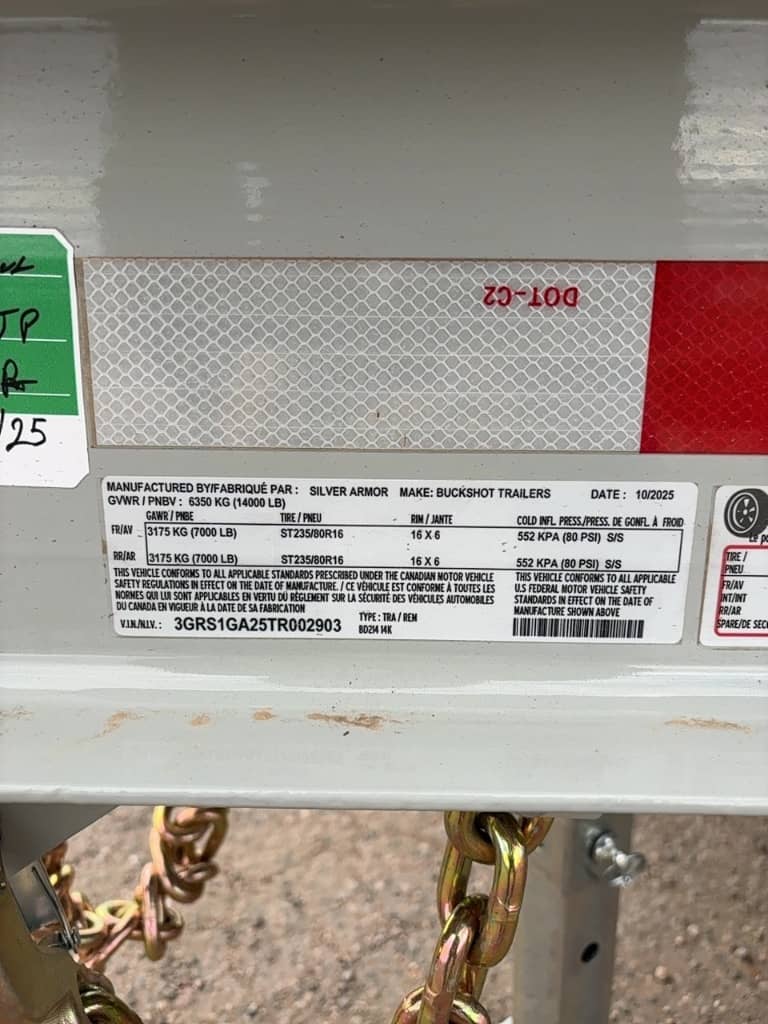 JP
/25
DOT-C2
MANUFACTURED BY/FABRIQUÉ PAR : SILVER ARMOR MAKE: BUCKSHOT TRAILERS DATE : 10/2025
GVWR / PNBV : 6350 KG (14000 LB)
GAWR / PNBE TIRE / PNEU RIM / JANTE COLD INFL. PRESS./PRESS. DE GONFL. À FROID
FR/AV 3175 KG (7000 LB) ST235/80R16 16 X 6 552 KPA (80 PSI) S/S
RR/AR 3175 KG (7000 LB) ST235/80R16 16 X 6 552 KPA (80 PSI) S/S
THIS VEHICLE CONFORMS TO ALL APPLICABLE STANDARDS PRESCRIBED UNDER THE CANADIAN MOTOR VEHICLE
SAFETY REGULATIONS IN EFFECT ON THE DATE OF MANUFACTURE. / CE VÉHICULE EST CONFORME À TOUTES LES
NORMES QUI LUI SONT APPLICABLES EN VERTU DU RÈGLEMENT SUR LA SÉCURITÉ DES VÉHICULES AUTOMOBILES
DU CANADA EN VIGUEUR À LA DATE DE SA FABRICATION
THIS VEHICLE CONFORMS TO ALL APPLICABLE
U.S FEDERAL MOTOR VEHICLE SAFETY
STANDARDS IN EFFECT ON THE DATE OF
MANUFACTURE SHOWN ABOVE
V.I.N./N.I.V. : 3GRS1GA25TR002903
TYPE : TRA / REM
BD214 14K
Le po
TIRE /
PNEU
FR/AV
INT/INT
RR/AR
SPARE/DE SEC